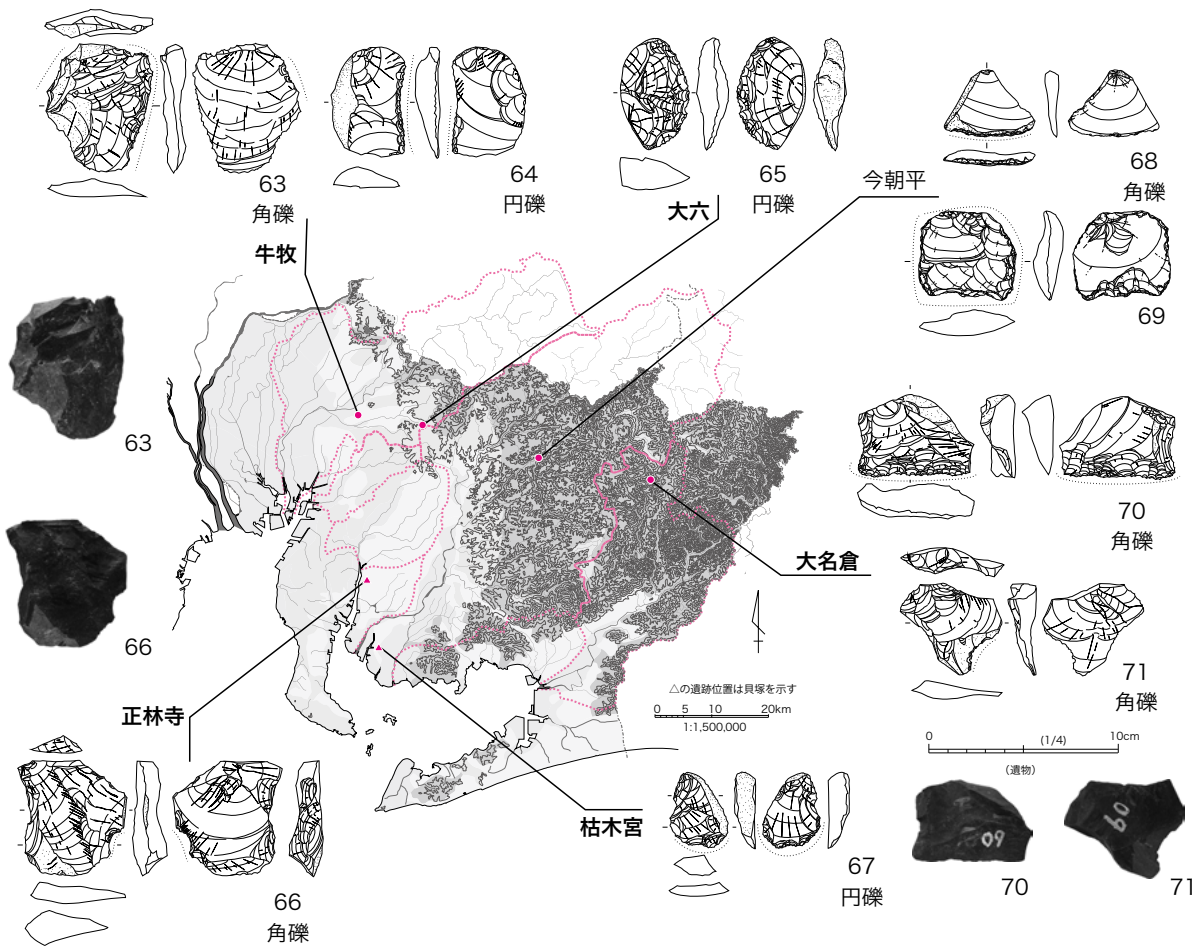 63
角礫
64
円礫
65
円礫
68
角礫
大六
今朝平
牛牧
69
63
70
角礫
大名倉
66
71
角礫
△の遺跡位置は貝塚を示す
0 5 10 20km
1:1,500,000
正林寺
0 (1/4) 10cm
(遺物)
枯木宮
67
円礫
66
角礫
60
70
60
71